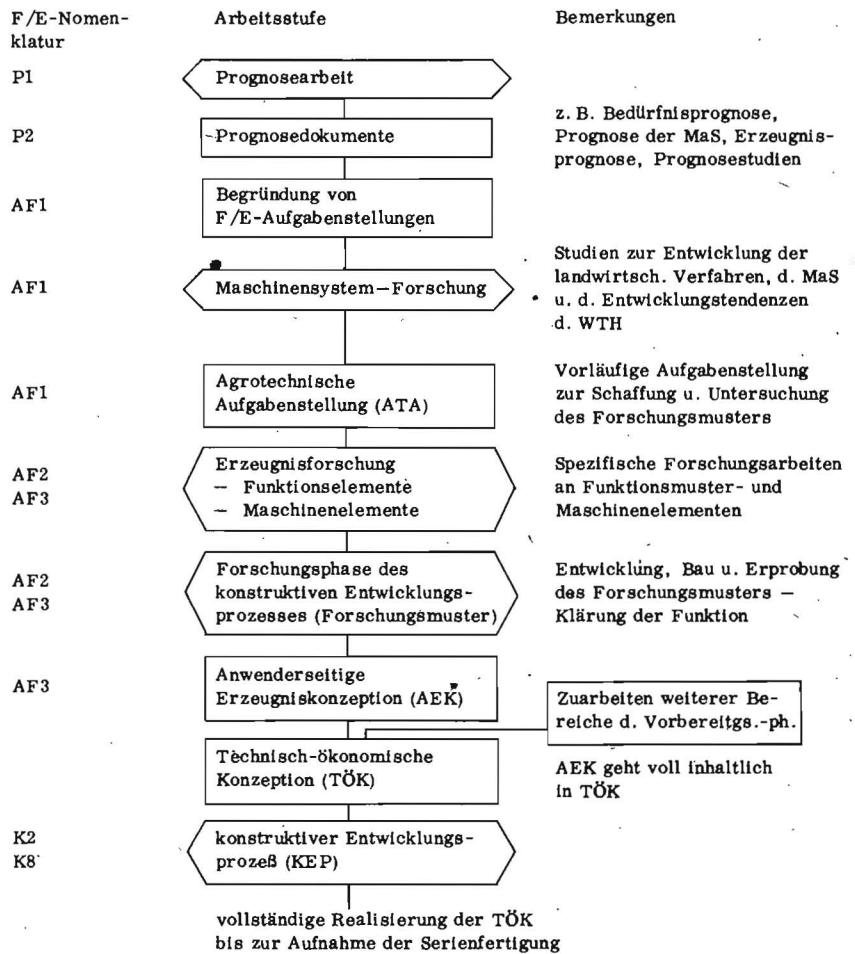 F/E-Nomen-
klatur
Arbeitsstufe
Bemerkungen
P1
Prognosearbeit
P2
Prognosedokumente
z. B. Bedürfnisprognose,
Prognose der MaS, Erzeugnis-
prognose, Prognosestudien
AF1
Begründung von
F/E-Aufgabenstellungen
AF1
Maschinensystem-Forschung
Studien zur Entwicklung der
landwirtsch. Verfahren, d. MaS
u. d. Entwicklungstendenzen
d. WTH
AF1
Agrotechnische
Aufgabenstellung (ATA)
Vorläufige Aufgabenstellung
zur Schaffung u. Untersuchung
des Forschungsmusters
AF2
AF3
Erzeugnisforschung
– Funktionselemente
– Maschinenelemente
Spezifische Forschungsarbeiten
an Funktionsmuster- und
Maschinenelementen
AF2
AF3
Forschungsphase des
konstruktiven Entwicklungs-
prozesses (Forschungsmuster)
Entwicklung, Bau u. Erprobung
des Forschungsmusters –
Klärung der Funktion
AF3
Anwenderseitige
Erzeugniskonzeption (AEK)
Zuarbeiten weiterer Be-
reiche d. Vorbereitgs.-ph.
Technisch-ökonomische
Konzeption (TÖK)
AEK geht voll inhaltlich
in TÖK
K2
K8
konstruktiver Entwicklungs-
prozeß (KEP)
vollständige Realisierung der TÖK
bis zur Aufnahme der Serienfertigung